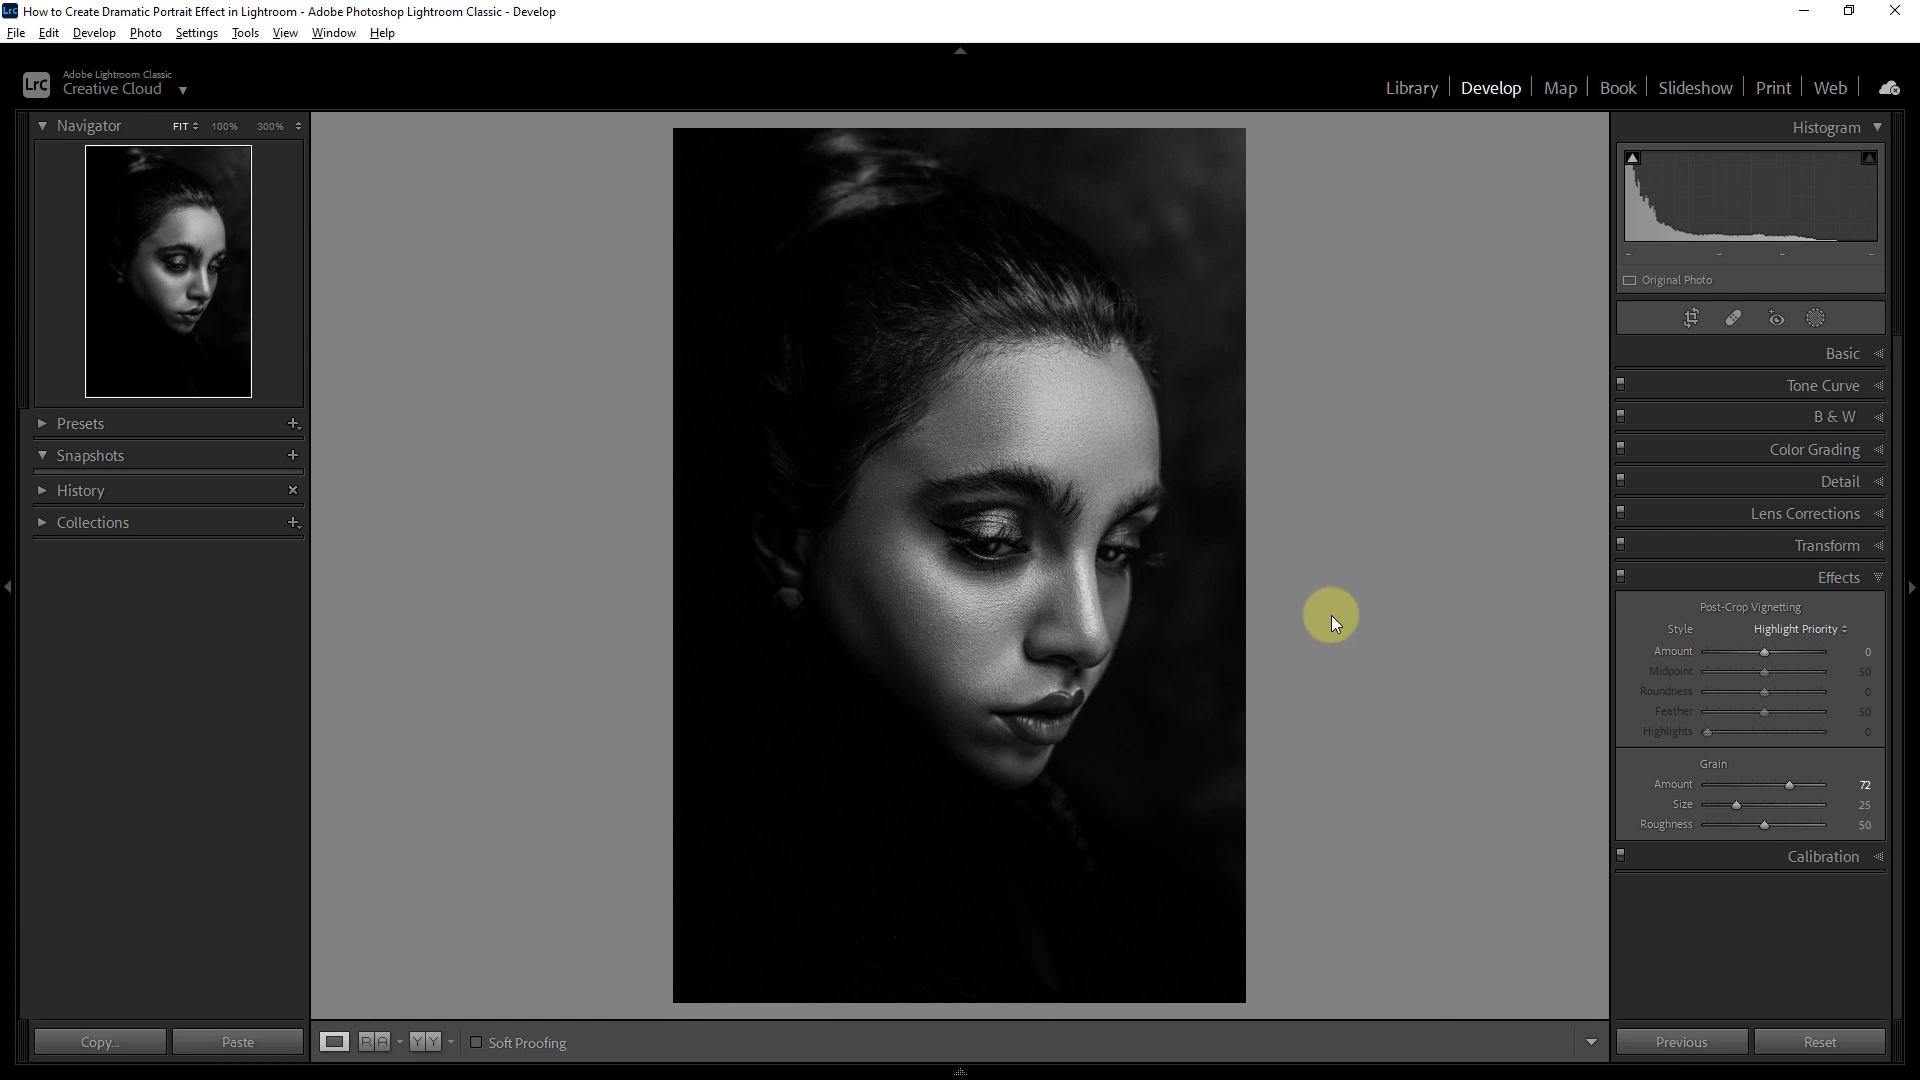 Lrc How to Create Dramatic Portrait Effect in Lightroom - Adobe Photoshop Lightroom Classic - Develop
File Edit Develop Photo Settings Tools View Window Help
LrC Adobe Lightroom Classic
Creative Cloud
Library Develop Map Book Slideshow Print Web
Navigator FIT 100% 300%
Presets
Snapshots
History
Collections
Copy... Paste
R A Y Y Soft Proofing
Histogram
Original Photo
Basic
Tone Curve
B & W
Color Grading
Detail
Lens Corrections
Transform
Effects
Post-Crop Vignetting
Style Highlight Priority
Amount 0
Midpoint 50
Roundness 0
Feather 50
Highlights 0
Grain
Amount 72
Size 25
Roughness 50
Calibration
Previous Reset